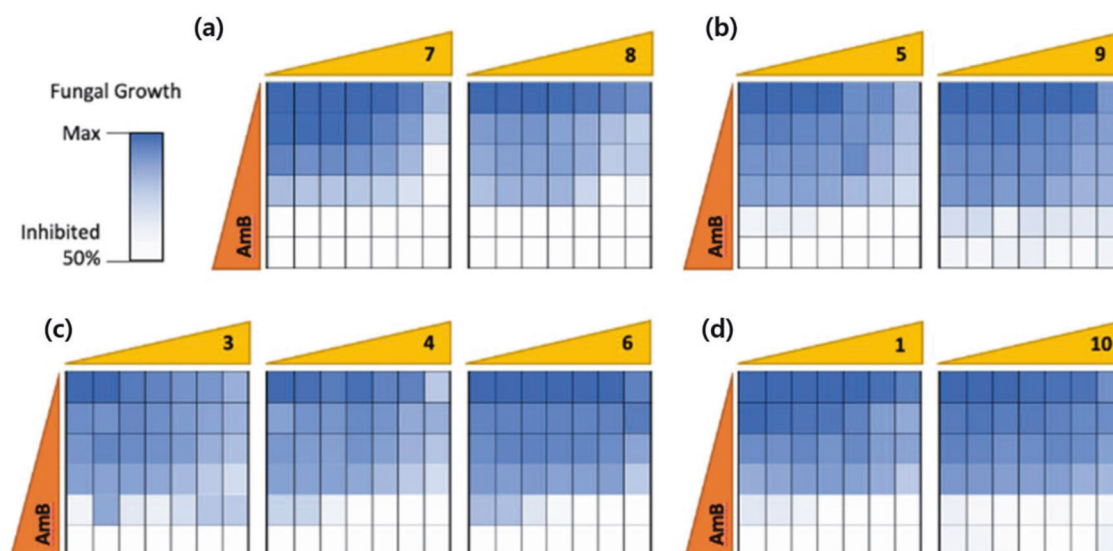 (a)
7
8
(b)
5
9
Fungal Growth
Max
Inhibited
50%
AmB
AmB
(c)
3
4
6
(d)
1
10
AmB
AmB